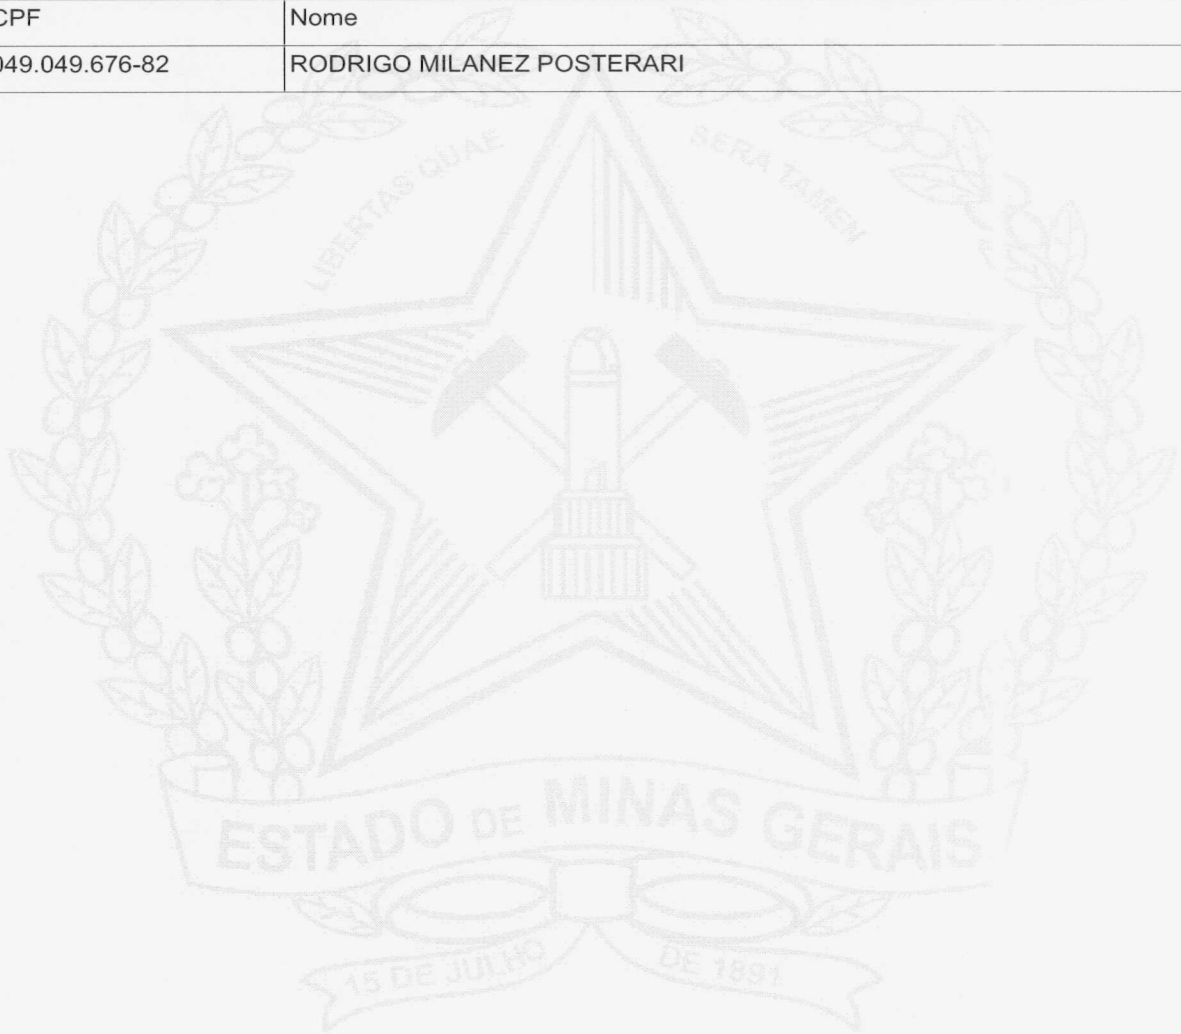 CPF Nome
049.049.676-82 RODRIGO MILANEZ POSTERARI
LIBERTAS QUAE SERA TAMEN
ESTADO DE MINAS GERAIS
15 DE JULHO DE 1891